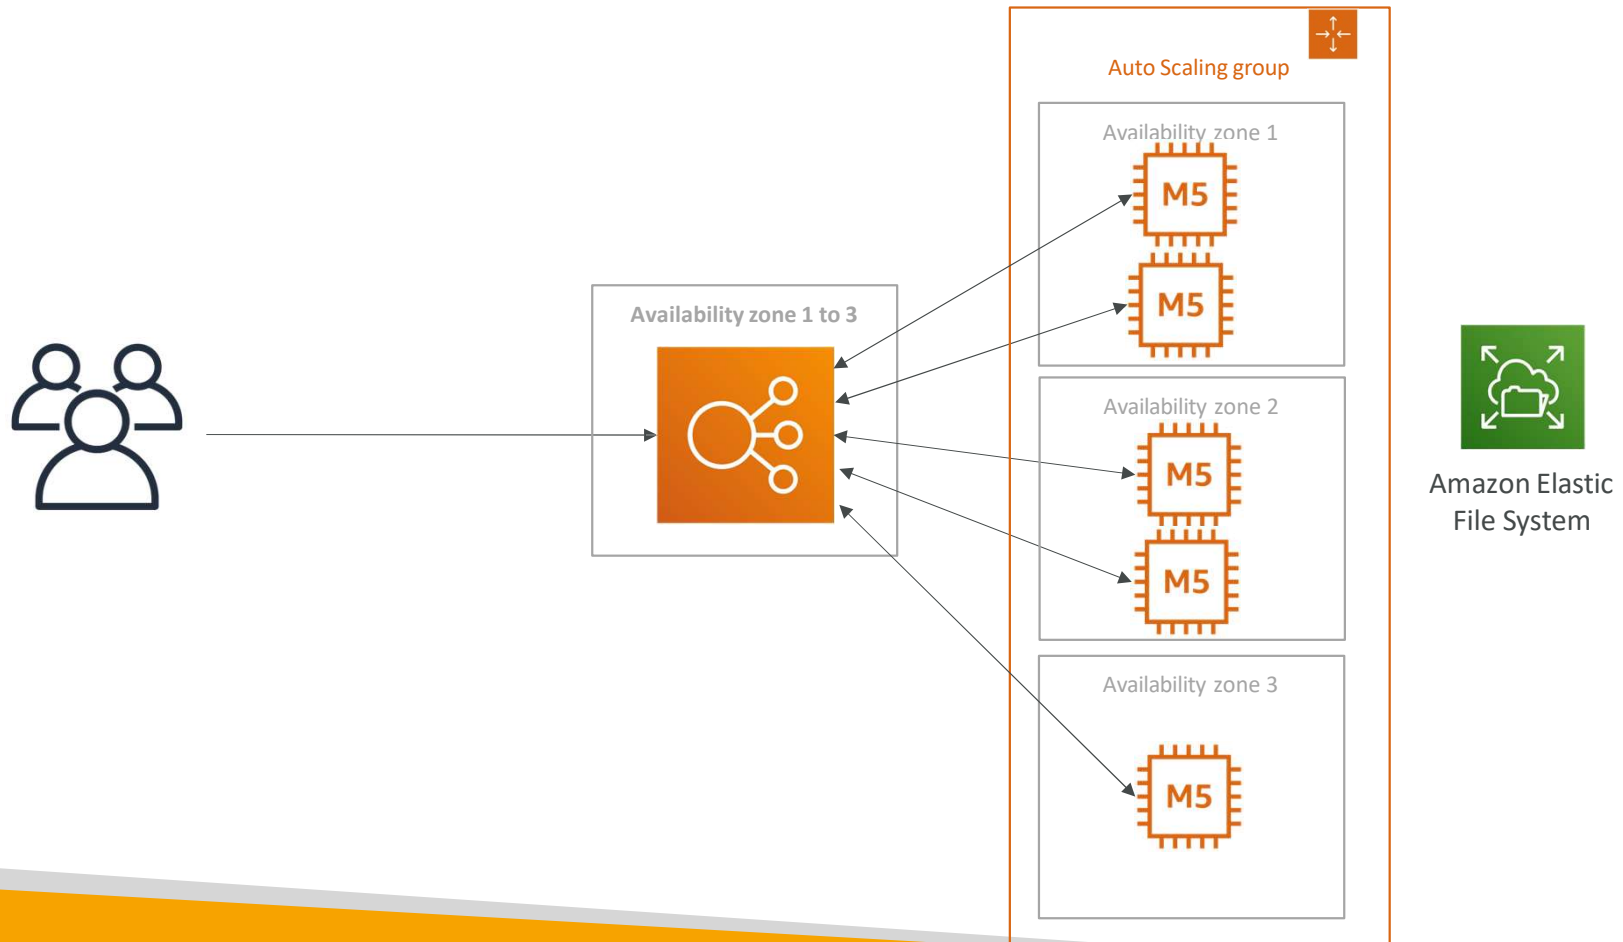 Auto Scaling group
Availability zone 1
M5
M5
Availability zone 1 to 3
Availability zone 2
M5
M5
Amazon Elastic
File System
Availability zone 3
M5